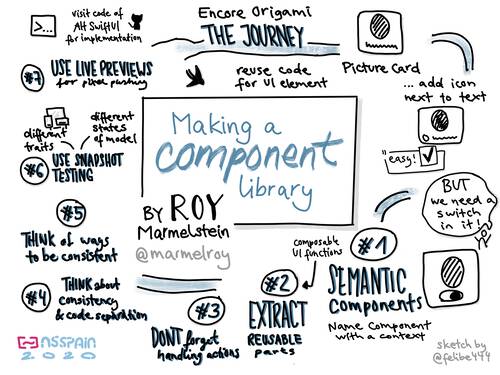 Encore Origami
THE JOURNEY
reuse code
for UI element
Picture Card
... add icon
next to text
"easy!"
BUT
we need a
switch
in it!
Making a
component
library
BY ROY
Marmelstein
@marmelroy
#1
SEMANTIC
Components
Name Component
with a context
composable
UI functions
#2
EXTRACT
REUSABLE
parts
#3
DONT forget
handling actions
#4
THINK about
consistency
& code separation
#5
THINK of ways
to be consistent
#6
USE SNAPSHOT
TESTING
different
traits
different
states
of model
#7
USE LIVE PREVIEWS
for pixel pushing
visit code of
Alt SwiftUI
for implementation
NSSPAIN
2020
sketch by
@felibe444